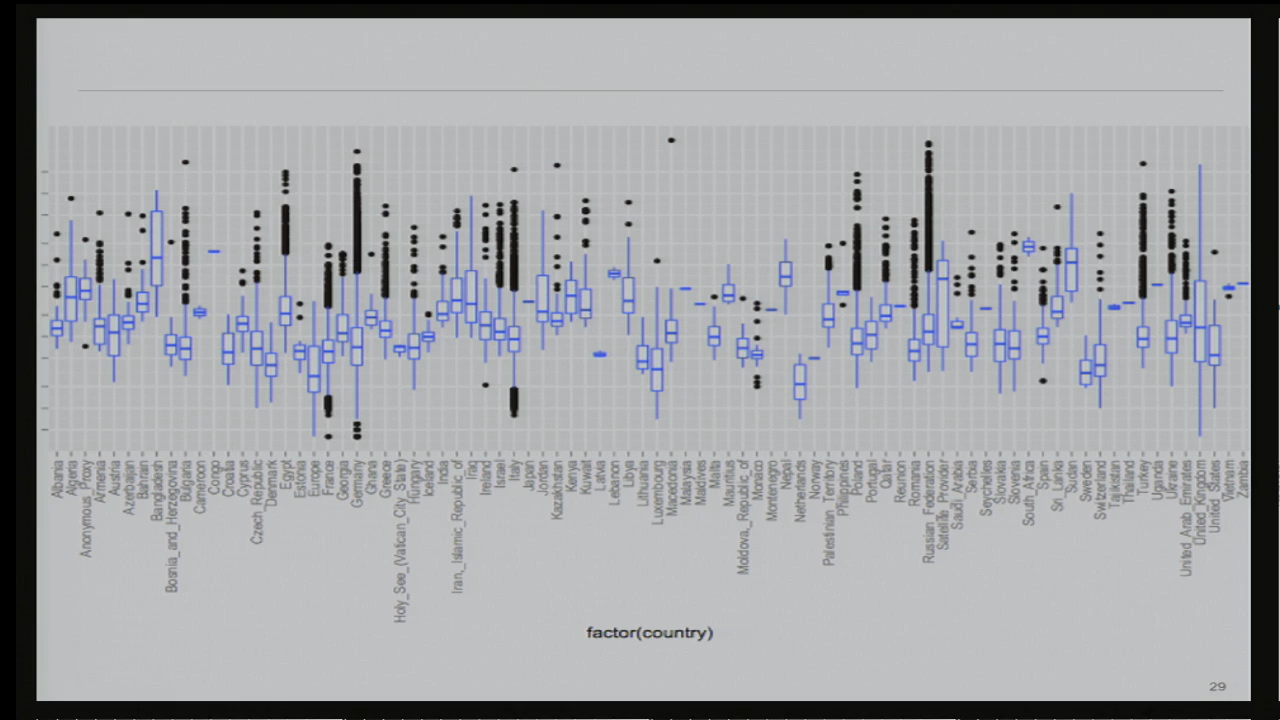 Albania
Algeria
Anonymous_Proxy
Armenia
Austria
Azerbaijan
Bahrain
Bangladesh
Bosnia_and_Herzegovina
Bulgaria
Cameroon
Congo
Croatia
Cyprus
Czech_Republic
Denmark
Egypt
Estonia
Europe
France
Georgia
Germany
Ghana
Greece
Holy_See_(Vatican_City_State)
Hungary
Iceland
India
Iran,_Islamic_Republic_of
Iraq
Ireland
Israel
Italy
Japan
Jordan
Kazakhstan
Kenya
Kuwait
Latvia
Lebanon
Libya
Lithuania
Luxembourg
Macedonia
Malaysia
Maldives
Malta
Mauritius
Moldova,_Republic_of
Monaco
Montenegro
Nepal
Netherlands
Norway
Palestinian_Territory
Philippines
Poland
Portugal
Qatar
Reunion
Romania
Russian_Federation
Satellite_Provider
Saudi_Arabia
Serbia
Seychelles
Slovakia
Slovenia
South_Africa
Spain
Sri_Lanka
Sudan
Sweden
Switzerland
Tajikistan
Thailand
Turkey
Uganda
Ukraine
United_Arab_Emirates
United_Kingdom
United_States
Vietnam
Zambia
factor(country)
29